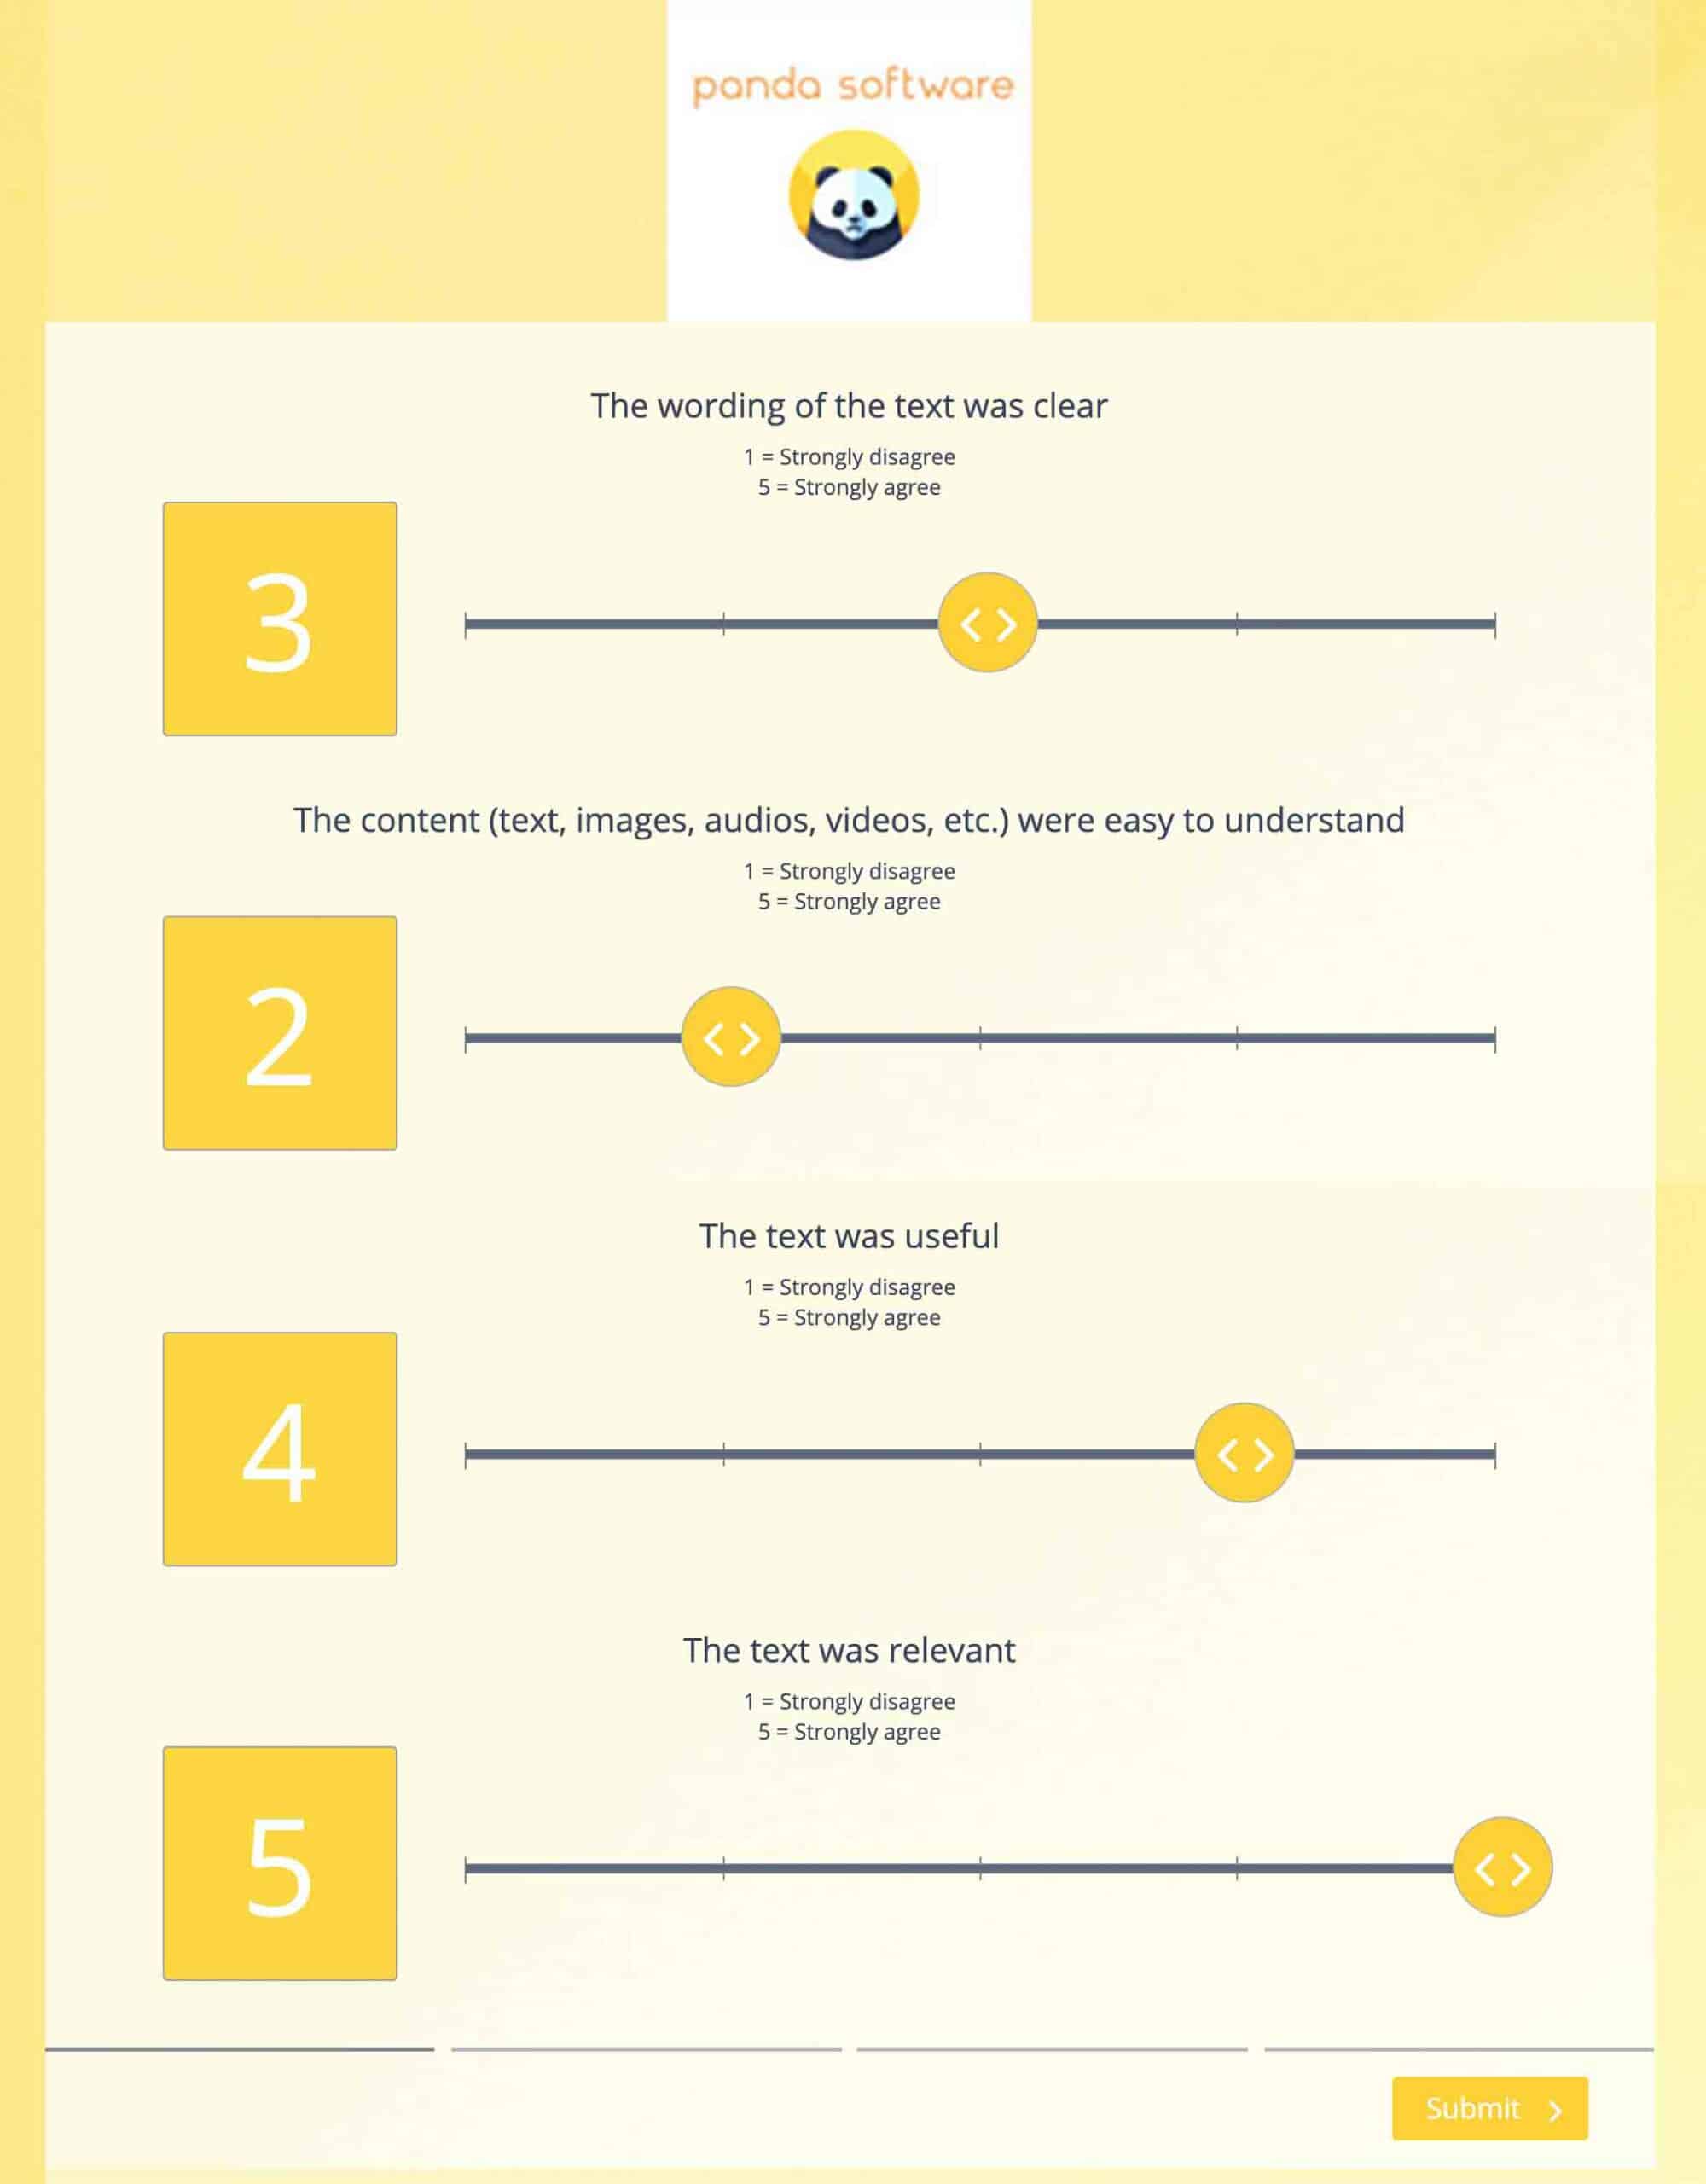 panda software
The wording of the text was clear
1 = Strongly disagree
5 = Strongly agree
3
The content (text, images, audios, videos, etc.) were easy to understand
1 = Strongly disagree
5 = Strongly agree
2
The text was useful
1 = Strongly disagree
5 = Strongly agree
4
The text was relevant
1 = Strongly disagree
5 = Strongly agree
5
Submit